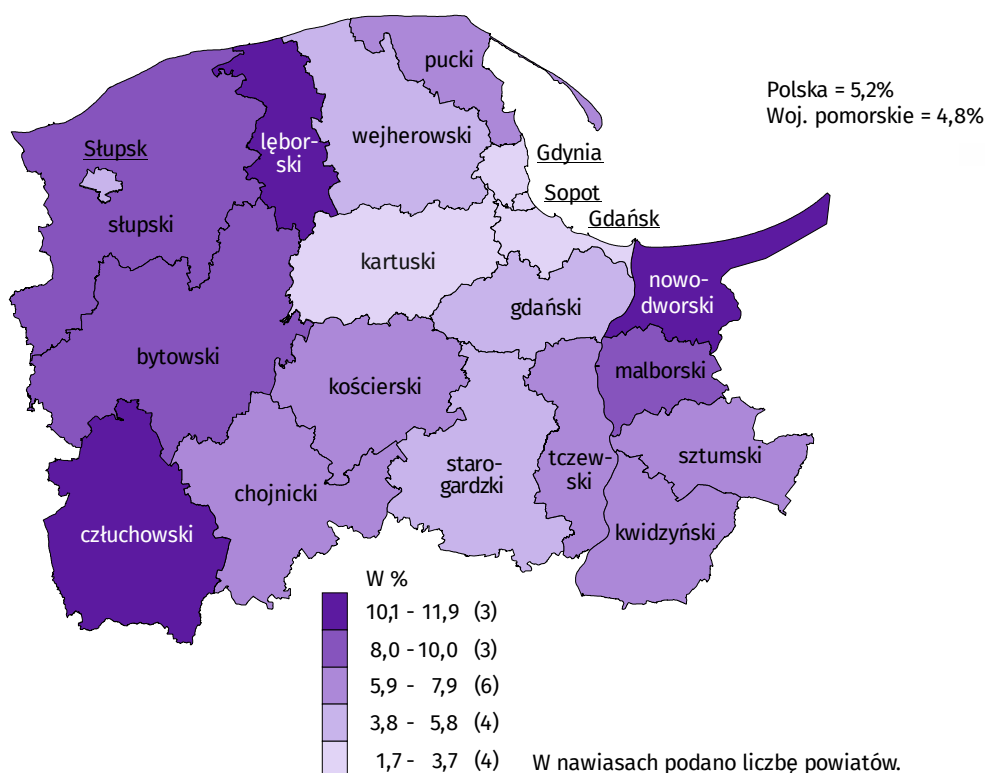 pucki
Polska = 5,2%
Woj. pomorskie = 4,8%
wejherowski
lębor-
ski
Słupsk
Gdynia
Sopot
Gdańsk
słupski
kartuski
nowo-
dworski
gdański
bytowski
kościerski
malborski
staro-
gardzki
tczew-
ski
sztumski
chojnicki
człuchowski
kwidzyński
W %
10,1 - 11,9 (3)
8,0 - 10,0 (3)
5,9 - 7,9 (6)
3,8 - 5,8 (4)
1,7 - 3,7 (4)
W nawiasach podano liczbę powiatów.